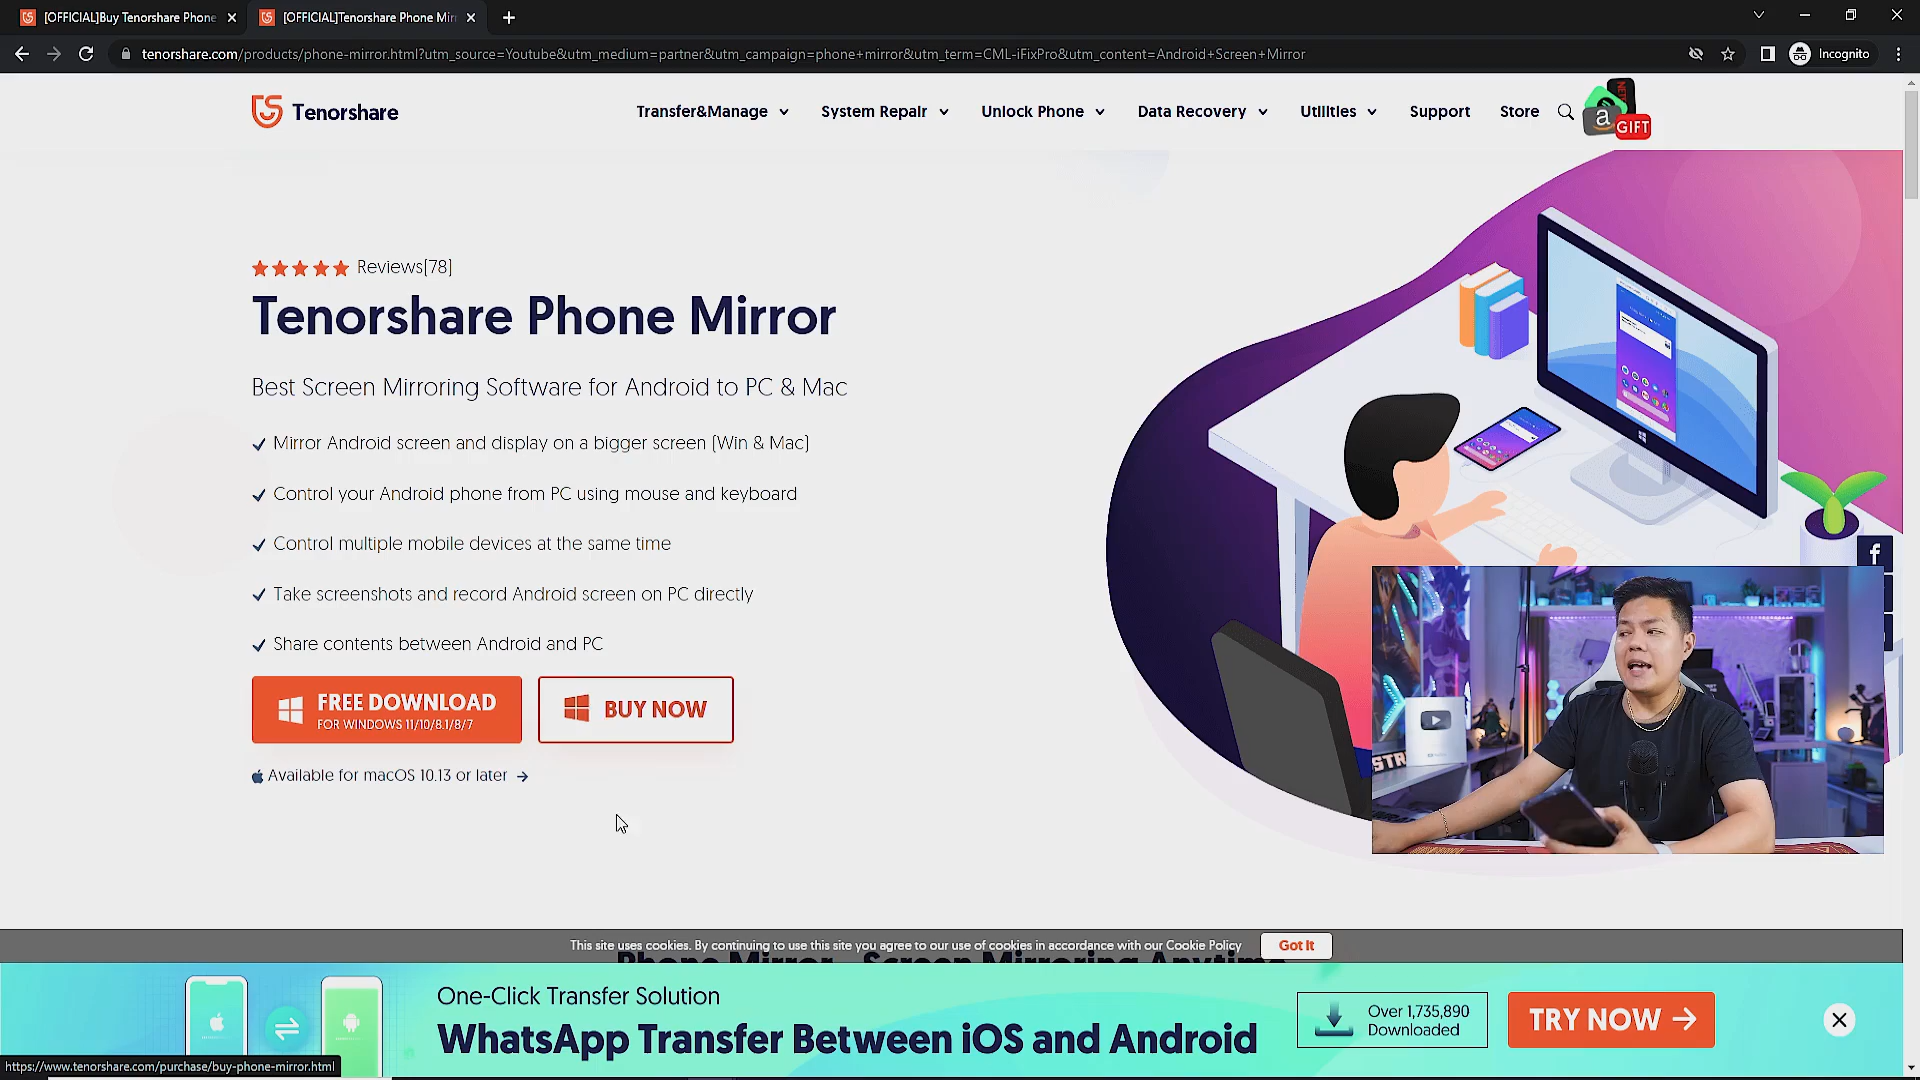 [OFFICIAL]Buy Tenorshare Phone
[OFFICIAL]Tenorshare Phone Mir
tenorshare.com/products/phone-mirror.html?utm_source=Youtube&utm_medium=partner&utm_campaign=phone+mirror&utm_term=CML-iFixPro&utm_content=Android+Screen+Mirror
Incognito
Tenorshare
Transfer&Manage
System Repair
Unlock Phone
Data Recovery
Utilities
Support
Store
a
GIFT
Reviews[78]
Tenorshare Phone Mirror
Best Screen Mirroring Software for Android to PC & Mac
Mirror Android screen and display on a bigger screen (Win & Mac)
Control your Android phone from PC using mouse and keyboard
Control multiple mobile devices at the same time
Take screenshots and record Android screen on PC directly
Share contents between Android and PC
FREE DOWNLOAD
FOR WINDOWS 11/10/8.1/8/7
BUY NOW
Available for macOS 10.13 or later
f
This site uses cookies. By continuing to use this site you agree to our use of cookies in accordance with our Cookie Policy
Got It
Phone Mirror - Screen Mirroring Anytime
One-Click Transfer Solution
WhatsApp Transfer Between iOS and Android
Over 1,735,890
Downloaded
TRY NOW
https://www.tenorshare.com/purchase/buy-phone-mirror.html